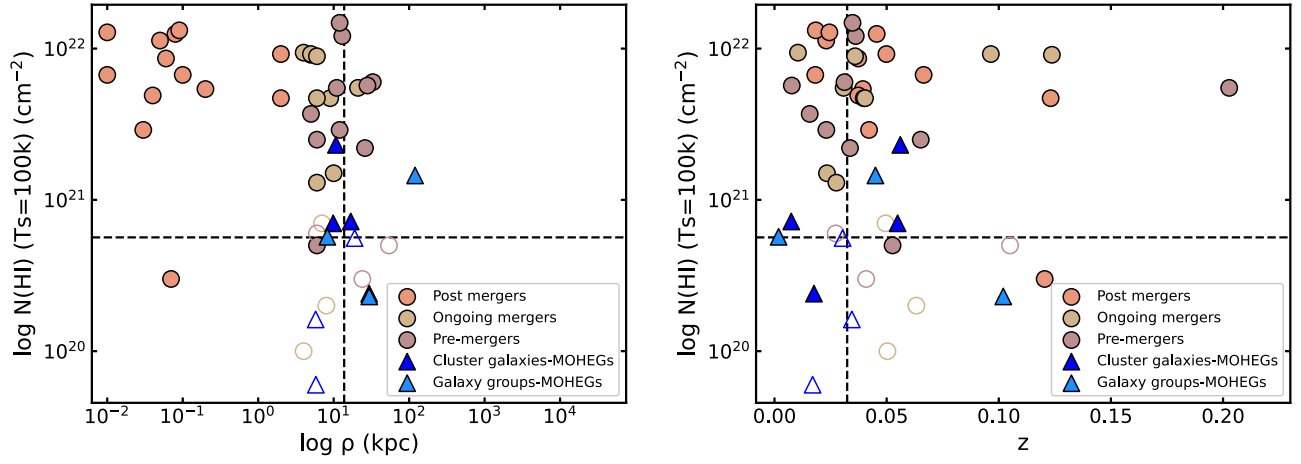 log N(HI) (Ts=100k) (cm⁻²)
10²²
10²¹
10²⁰
10⁻²
10⁻¹
10⁰
10¹
10²
10³
10⁴
log ρ (kpc)
Post mergers
Ongoing mergers
Pre-mergers
Cluster galaxies-MOHEGs
Galaxy groups-MOHEGs
log N(HI) (Ts=100k) (cm⁻²)
10²²
10²¹
10²⁰
0.00
0.05
0.10
0.15
0.20
z
Post mergers
Ongoing mergers
Pre-mergers
Cluster galaxies-MOHEGs
Galaxy groups-MOHEGs